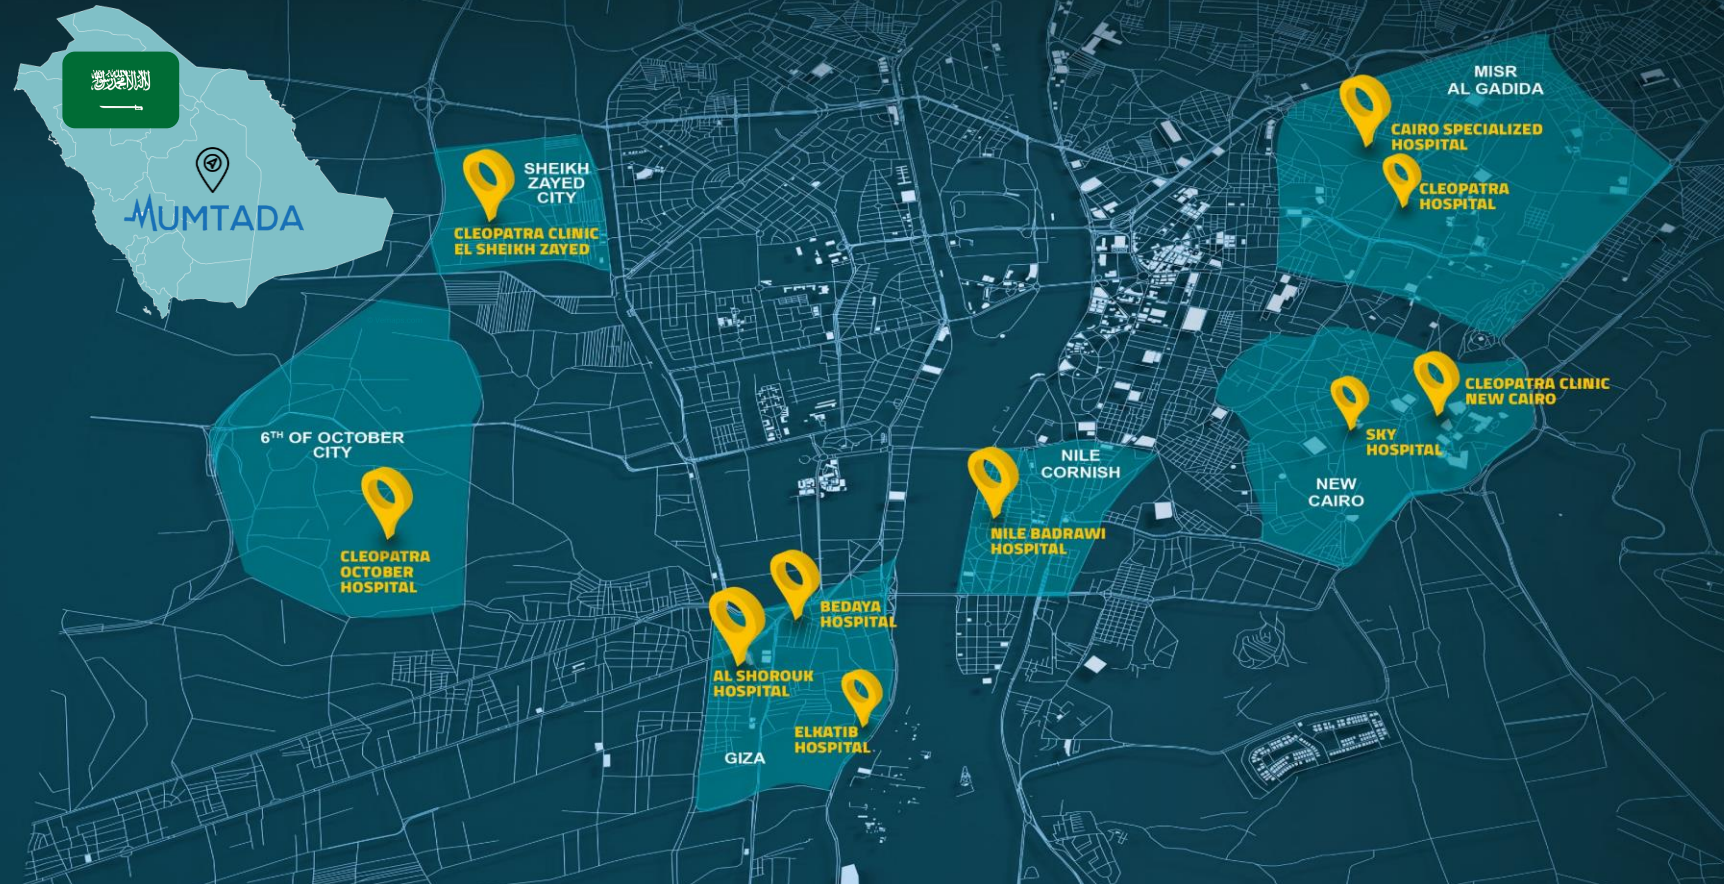 MUMTADA
SHEIKH
ZAYED
CITY
CLEOPATRA CLINIC
EL SHEIKH ZAYED
MISR
AL GADIDA
CAIRO SPECIALIZED
HOSPITAL
CLEOPATRA
HOSPITAL
6TH OF OCTOBER
CITY
CLEOPATRA
OCTOBER
HOSPITAL
CLEOPATRA CLINIC
NEW CAIRO
SKY
HOSPITAL
NEW
CAIRO
NILE
CORNISH
NILE BADRAWI
HOSPITAL
BEDAYA
HOSPITAL
AL SHOROUK
HOSPITAL
ELKATIB
HOSPITAL
GIZA